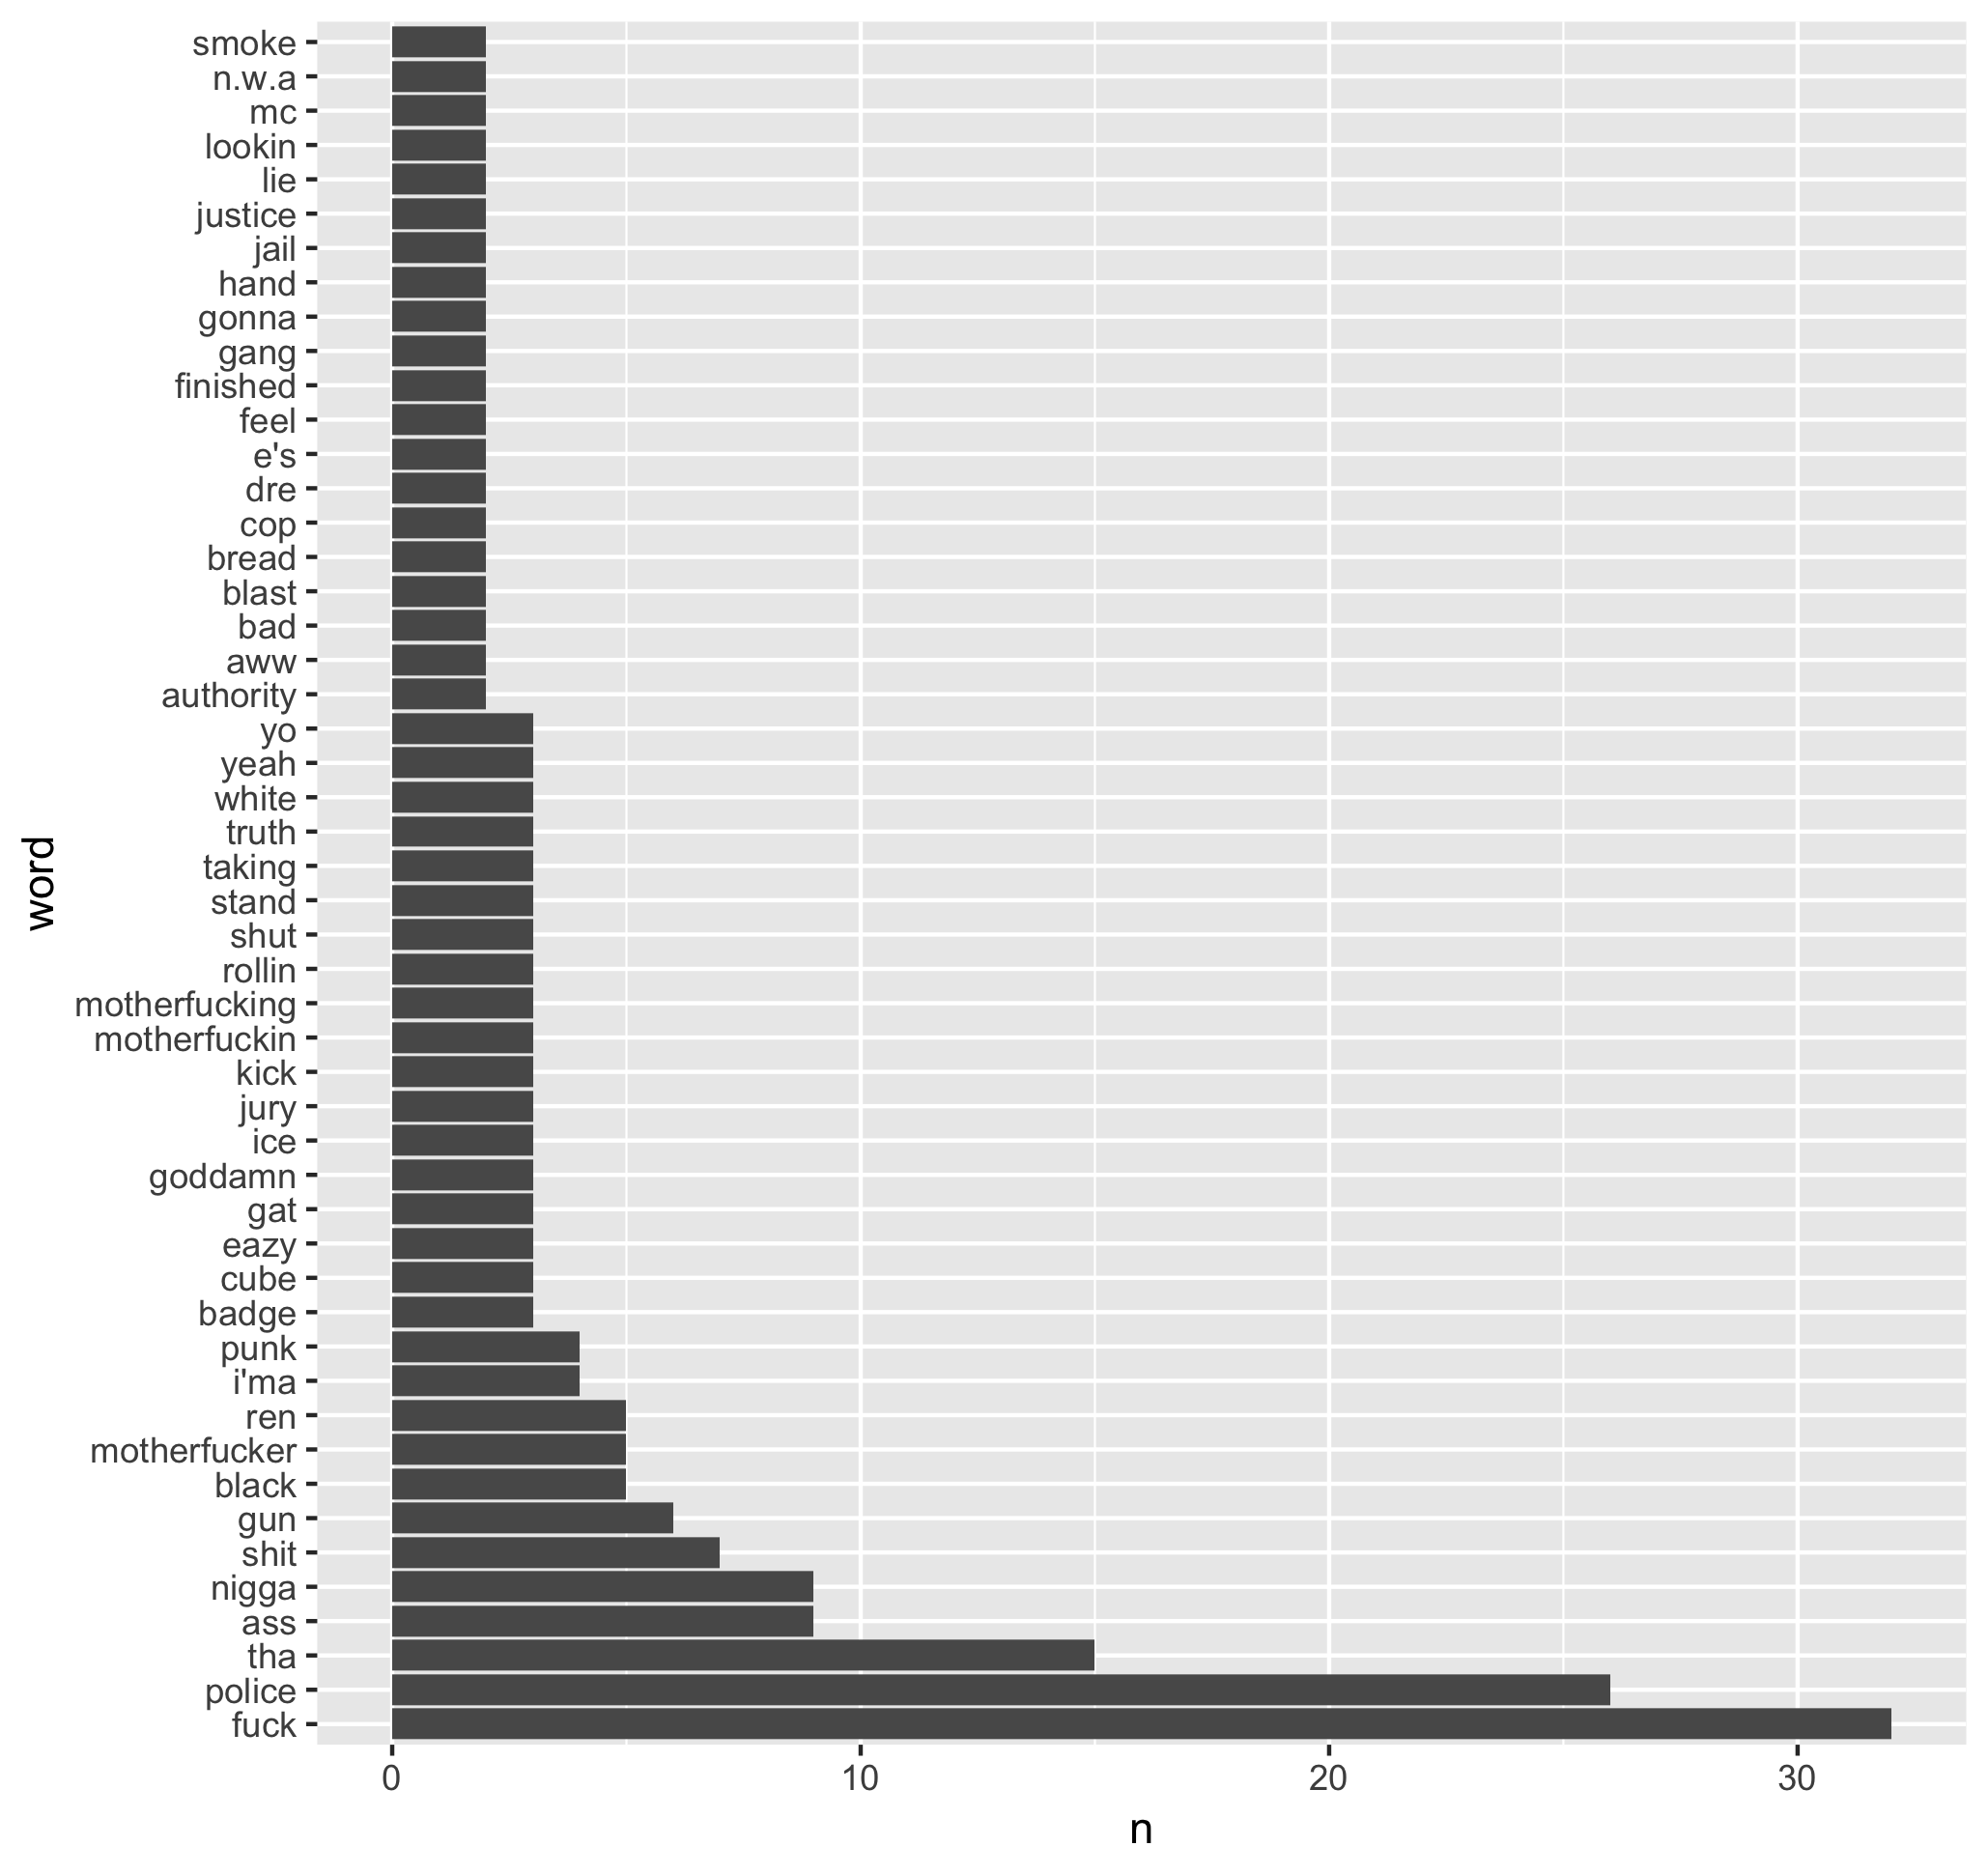 smoke
n.w.a
mc
lookin
lie
justice
jail
hand
gonna
gang
finished
feel
e's
dre
cop
bread
blast
bad
aww
authority
yo
yeah
white
truth
taking
stand
shut
rollin
motherfucking
motherfuckin
kick
jury
ice
goddamn
gat
eazy
cube
badge
punk
i'ma
ren
motherfucker
black
gun
shit
nigga
ass
tha
police
fuck
word
0 10 20 30
n